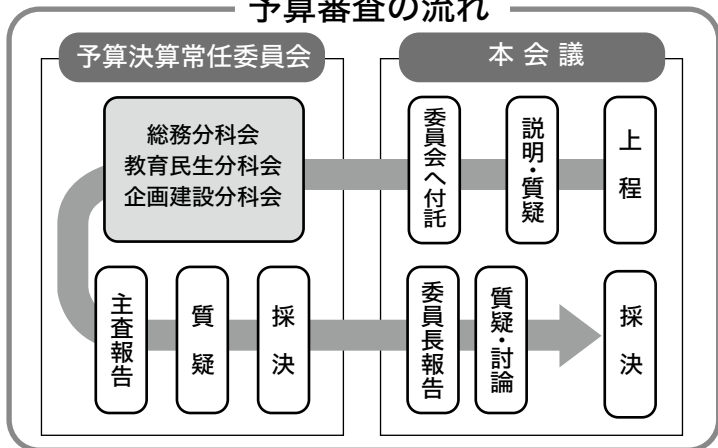 予算審査の流れ
予算決算常任委員会
本会議
総務分科会
教育民生分科会
企画建設分科会
委員会へ付託
説明・質疑
上程
主査報告
質疑
採決
委員長報告
質疑・討論
採決